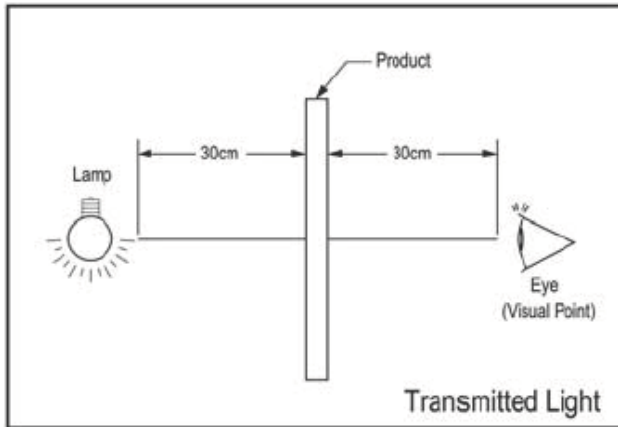 Product
30cm
30cm
Lamp
Eye
(Visual Point)
Transmitted Light